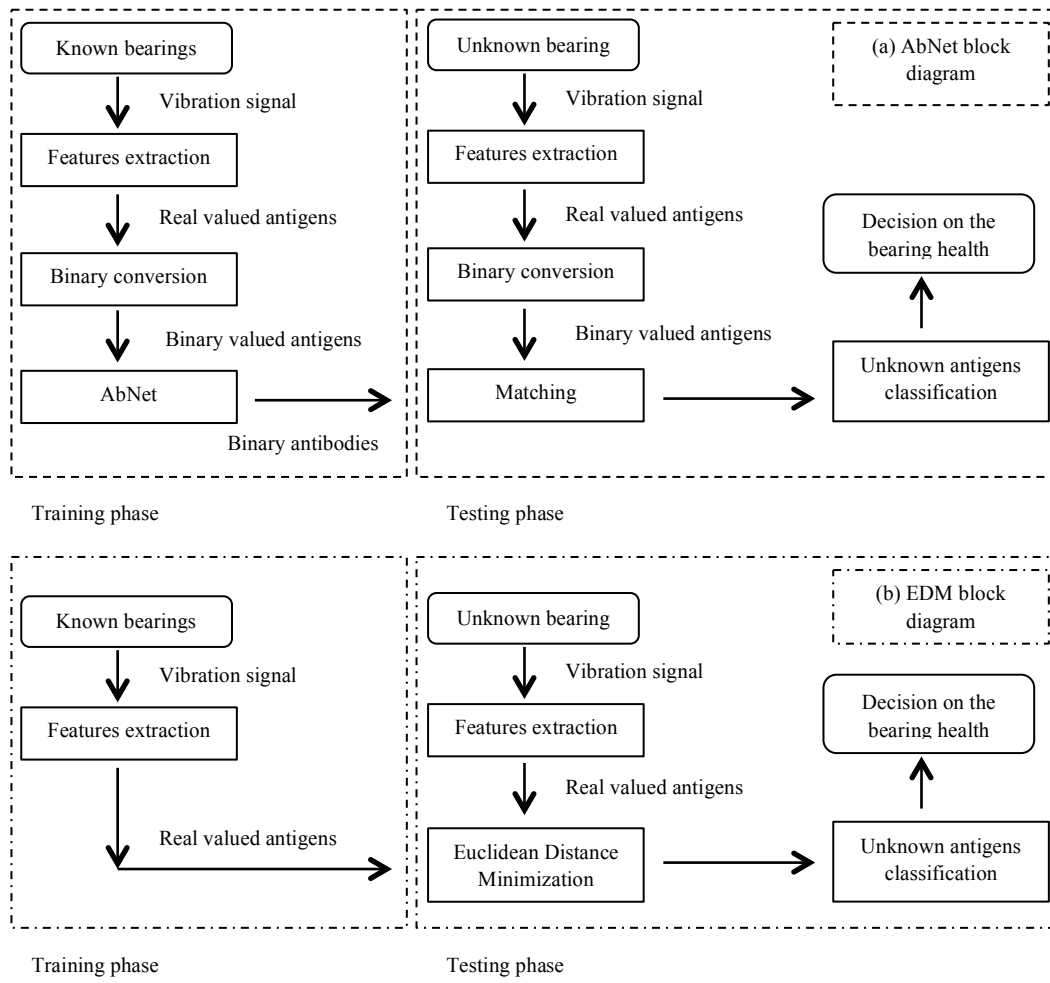 Known bearings
Vibration signal
Features extraction
Real valued antigens
Binary conversion
Binary valued antigens
AbNet
Binary antibodies
Training phase
Unknown bearing
Vibration signal
Features extraction
Real valued antigens
Binary conversion
Binary valued antigens
Matching
(a) AbNet block
diagram
Decision on the
bearing health
Unknown antigens
classification
Testing phase
Known bearings
Vibration signal
Features extraction
Real valued antigens
Training phase
Unknown bearing
Vibration signal
Features extraction
Real valued antigens
Euclidean Distance
Minimization
(b) EDM block
diagram
Decision on the
bearing health
Unknown antigens
classification
Testing phase